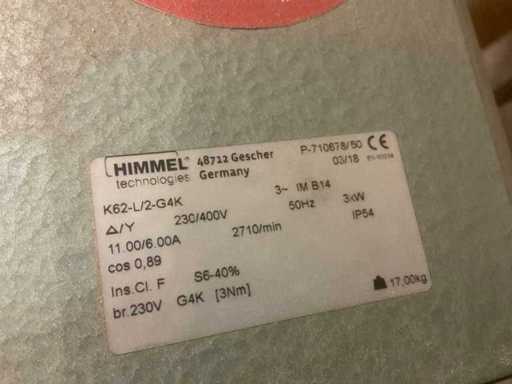 HIMMEL® 48712 Gescher P-710678/50 CE
technologies Germany 03/18
K62-L/2-G4K 3~ IM B14
Δ/Y 230/400V 50Hz 3kW
11.00/6.00A 2710/min IP54
cos 0,89
Ins.Cl. F S6-40%
br.230V G4K [3Nm] 17,00kg